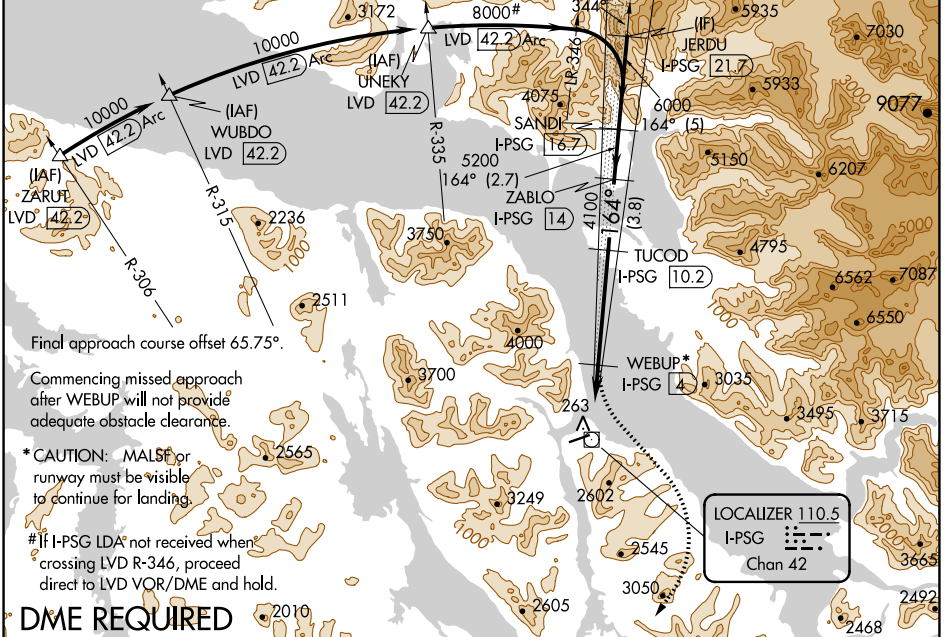 3172
8000#
344°
5935
10000
LVD 42.2 Arc
LR-346
(IF)
JERDU
I-PSG 21.7
7030
(IAF)
UNEKY
LVD 42.2
LVD 42.2 Arc
4075
5933
9077
10000
LVD 42.2 Arc
(IAF)
WUBDO
LVD 42.2
R-335
SANDI
I-PSG 16.7
6000
164° (5)
5150
6207
(IAF)
ZARUT
LVD 42.2
R-315
5200
164° (2.7)
ZABLO
I-PSG 14
4100
164°
(3.8)
5000
2236
1000
3750
4795
TUCOD
I-PSG 10.2
6562
7087
R-306
2511
1000
6550
4000
Final approach course offset 65.75°.
3700
WEBUP*
I-PSG 4
3035
Commencing missed approach
after WEBUP will not provide
adequate obstacle clearance.
263
3495
3715
* CAUTION: MALSF or
runway must be visible
to continue for landing.
2565
3249
2602
LOCALIZER 110.5
I-PSG
Chan 42
# If I-PSG LDA not received when
crossing LVD R-346, proceed
direct to LVD VOR/DME and hold.
2545
3665
3050
DME REQUIRED
2010
2605
2492
2468